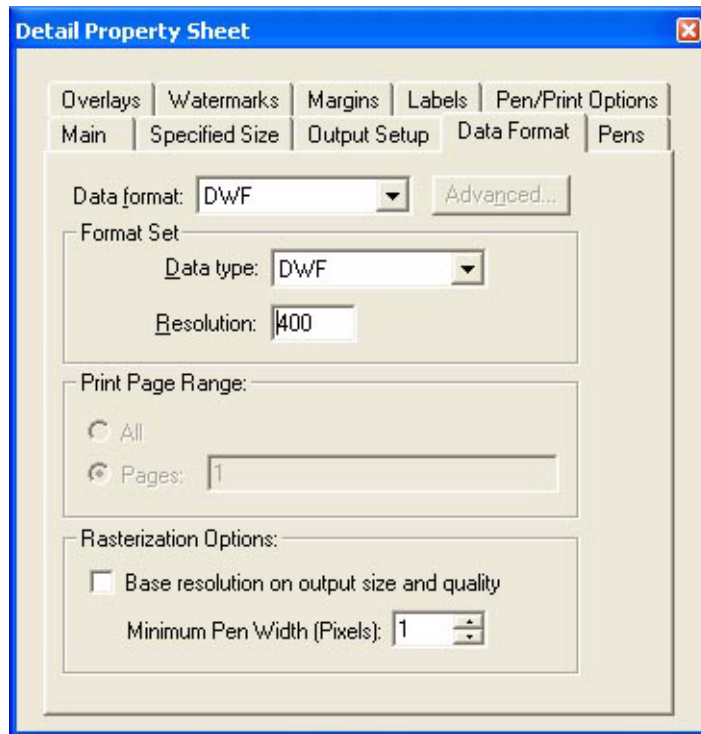 Detail Property Sheet
Overlays Watermarks Margins Labels Pen/Print Options
Main Specified Size Output Setup Data Format Pens
Data format: DWF Advanced...
Format Set
Data type: DWF
Resolution: 400
Print Page Range:
All
Pages: 1
Rasterization Options:
Base resolution on output size and quality
Minimum Pen Width (Pixels): 1